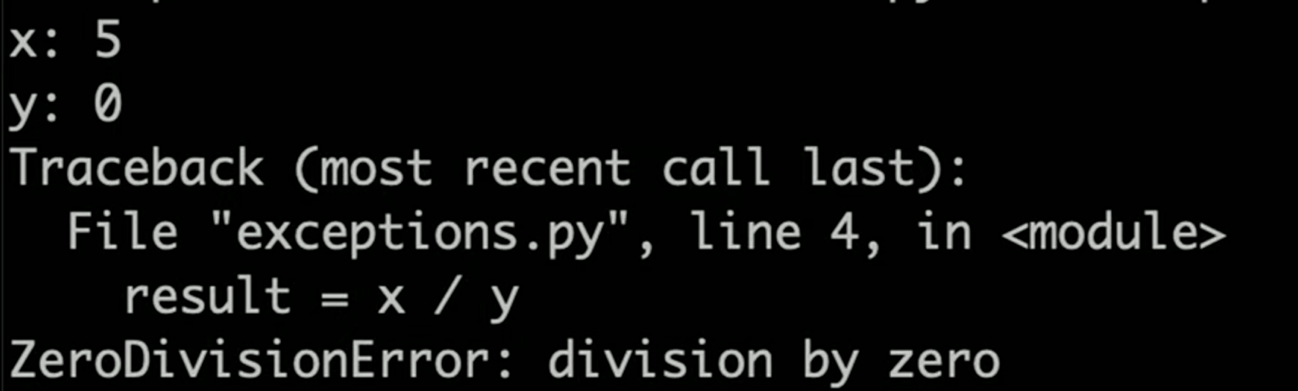 x: 5
y: 0
Traceback (most recent call last):
  File "exceptions.py", line 4, in <module>
    result = x / y
ZeroDivisionError: division by zero